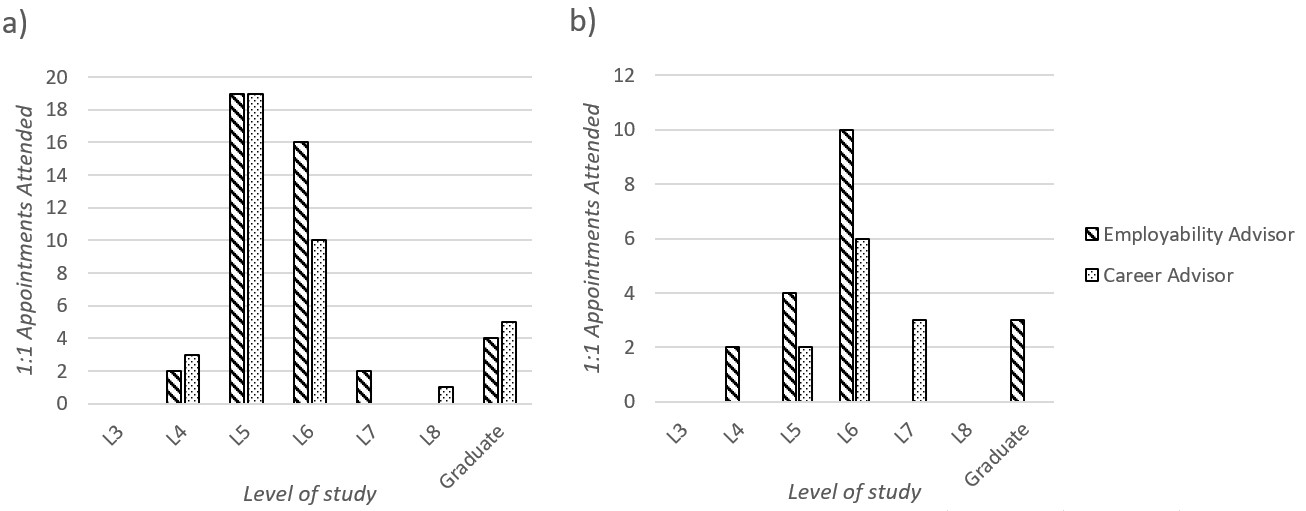 a)
1:1 Appointments Attended
20
18
16
14
12
10
8
6
4
2
0
L3
L4
L5
L6
L7
L8
Graduate
Level of study
b)
1:1 Appointments Attended
12
10
8
6
4
2
0
L3
L4
L5
L6
L7
L8
Graduate
Level of study
Employability Advisor
Career Advisor